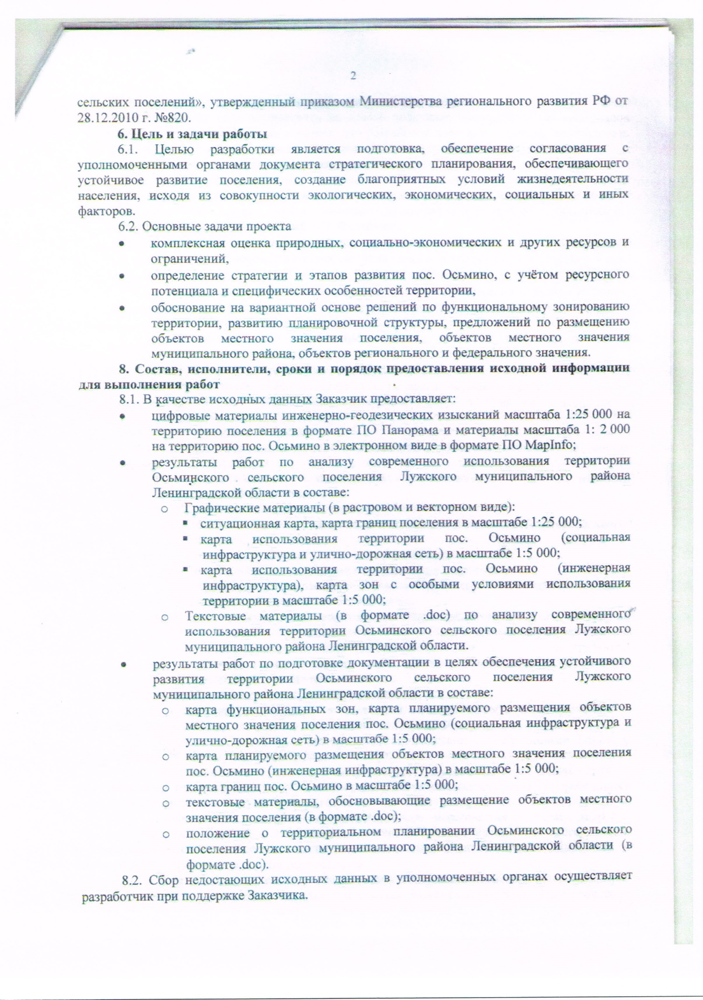 2
сельских поселений», утвержденный приказом Министерства регионального развития РФ от
28.12.2010 г. №820.
6. Цель и задачи работы
6.1. Целью разработки является подготовка, обеспечение согласования с
уполномоченными органами документа стратегического планирования, обеспечивающего
устойчивое развитие поселения, создание благоприятных условий жизнедеятельности
населения, исходя из совокупности экологических, экономических, социальных и иных
факторов.
6.2. Основные задачи проекта
• комплексная оценка природных, социально-экономических и других ресурсов и
ограничений,
• определение стратегии и этапов развития пос. Осьмино, с учётом ресурсного
потенциала и специфических особенностей территории,
• обоснование на вариантной основе решений по функциональному зонированию
территории, развитию планировочной структуры, предложений по размещению
объектов местного значения поселения, объектов местного значения
муниципального района, объектов регионального и федерального значения.
8. Состав, исполнители, сроки и порядок предоставления исходной информации
для выполнения работ
8.1. В качестве исходных данных Заказчик предоставляет:
• цифровые материалы инженерно-геодезических изысканий масштаба 1:25 000 на
территорию поселения в формате ПО Панорама и материалы масштаба 1: 2 000
на территорию пос. Осьмино в электронном виде в формате ПО MapInfo;
• результаты работ по анализу современного использования территории
Осьминского сельского поселения Лужского муниципального района
Ленинградской области в составе:
o Графические материалы (в растровом и векторном виде):
▪ ситуационная карта, карта границ поселения в масштабе 1:25 000;
▪ карта использования территории пос. Осьмино (социальная
инфраструктура и улично-дорожная сеть) в масштабе 1:5 000;
▪ карта использования территории пос. Осьмино (инженерная
инфраструктура), карта зон с особыми условиями использования
территории в масштабе 1:5 000;
o Текстовые материалы (в формате .doc) по анализу современного
использования территории Осьминского сельского поселения Лужского
муниципального района Ленинградской области.
• результаты работ по подготовке документации в целях обеспечения устойчивого
развития территории Осьминского сельского поселения Лужского
муниципального района Ленинградской области в составе:
o карта функциональных зон, карта планируемого размещения объектов
местного значения поселения пос. Осьмино (социальная инфраструктура и
улично-дорожная сеть) в масштабе 1:5 000;
o карта планируемого размещения объектов местного значения поселения
пос. Осьмино (инженерная инфраструктура) в масштабе 1:5 000;
o карта границ пос. Осьмино в масштабе 1:5 000;
o текстовые материалы, обосновывающие размещение объектов местного
значения поселения (в формате .doc);
o положение о территориальном планировании Осьминского сельского
поселения Лужского муниципального района Ленинградской области (в
формате .doc).
8.2. Сбор недостающих исходных данных в уполномоченных органах осуществляет
разработчик при поддержке Заказчика.